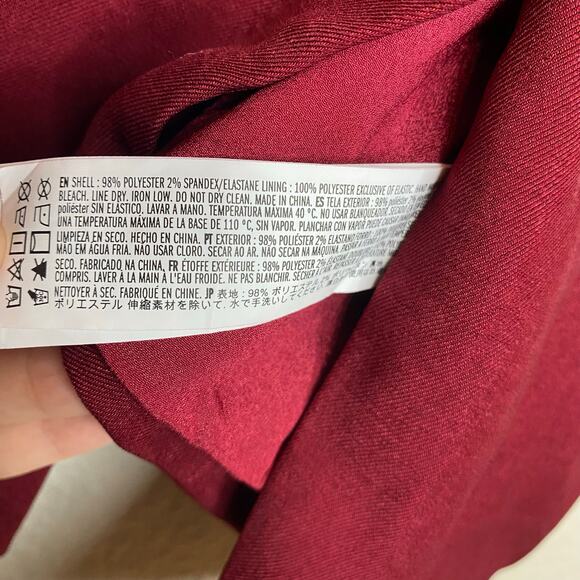 EN SHELL : 98% POLYESTER 2% SPANDEX/ELASTANE LINING : 100% POLYESTER EXCLUSIVE OF ELASTIC. HAND
BLEACH. LINE DRY. IRON LOW. DO NOT DRY CLEAN. MADE IN CHINA. ES TELA EXTERIOR : 98% poliéster
poliéster SIN ELÁSTICO. LAVAR A MANO. TEMPERATURA MÁXIMA 40 °C. NO USAR BLANQUEADOR.
UNA TEMPERATURA MÁXIMA DE LA BASE DE 110 °C, SIN VAPOR. PLANCHAR CON VAPOR PUEDE
LIMPIEZA EN SECO. HECHO EN CHINA. PT EXTERIOR : 98% POLIÉSTER 2% ELASTANO
MÃO EM ÁGUA FRIA. NÃO USAR CLORO. SECAR AO AR. NÃO SECAR NA MÁQUINA. PASSAR
SECO. FABRICADO NA CHINA. FR ÉTOFFE EXTÉRIEURE : 98% POLYESTER 2%
COMPRIS. LAVER À LA MAIN À L'EAU FROIDE. NE PAS BLANCHIR. SÉCHER À
NETTOYER À SEC. FABRIQUÉ EN CHINE. JP 表地 : 98% ポリエステル
ポリエステル 伸縮素材を除いて. 水で手洗いして